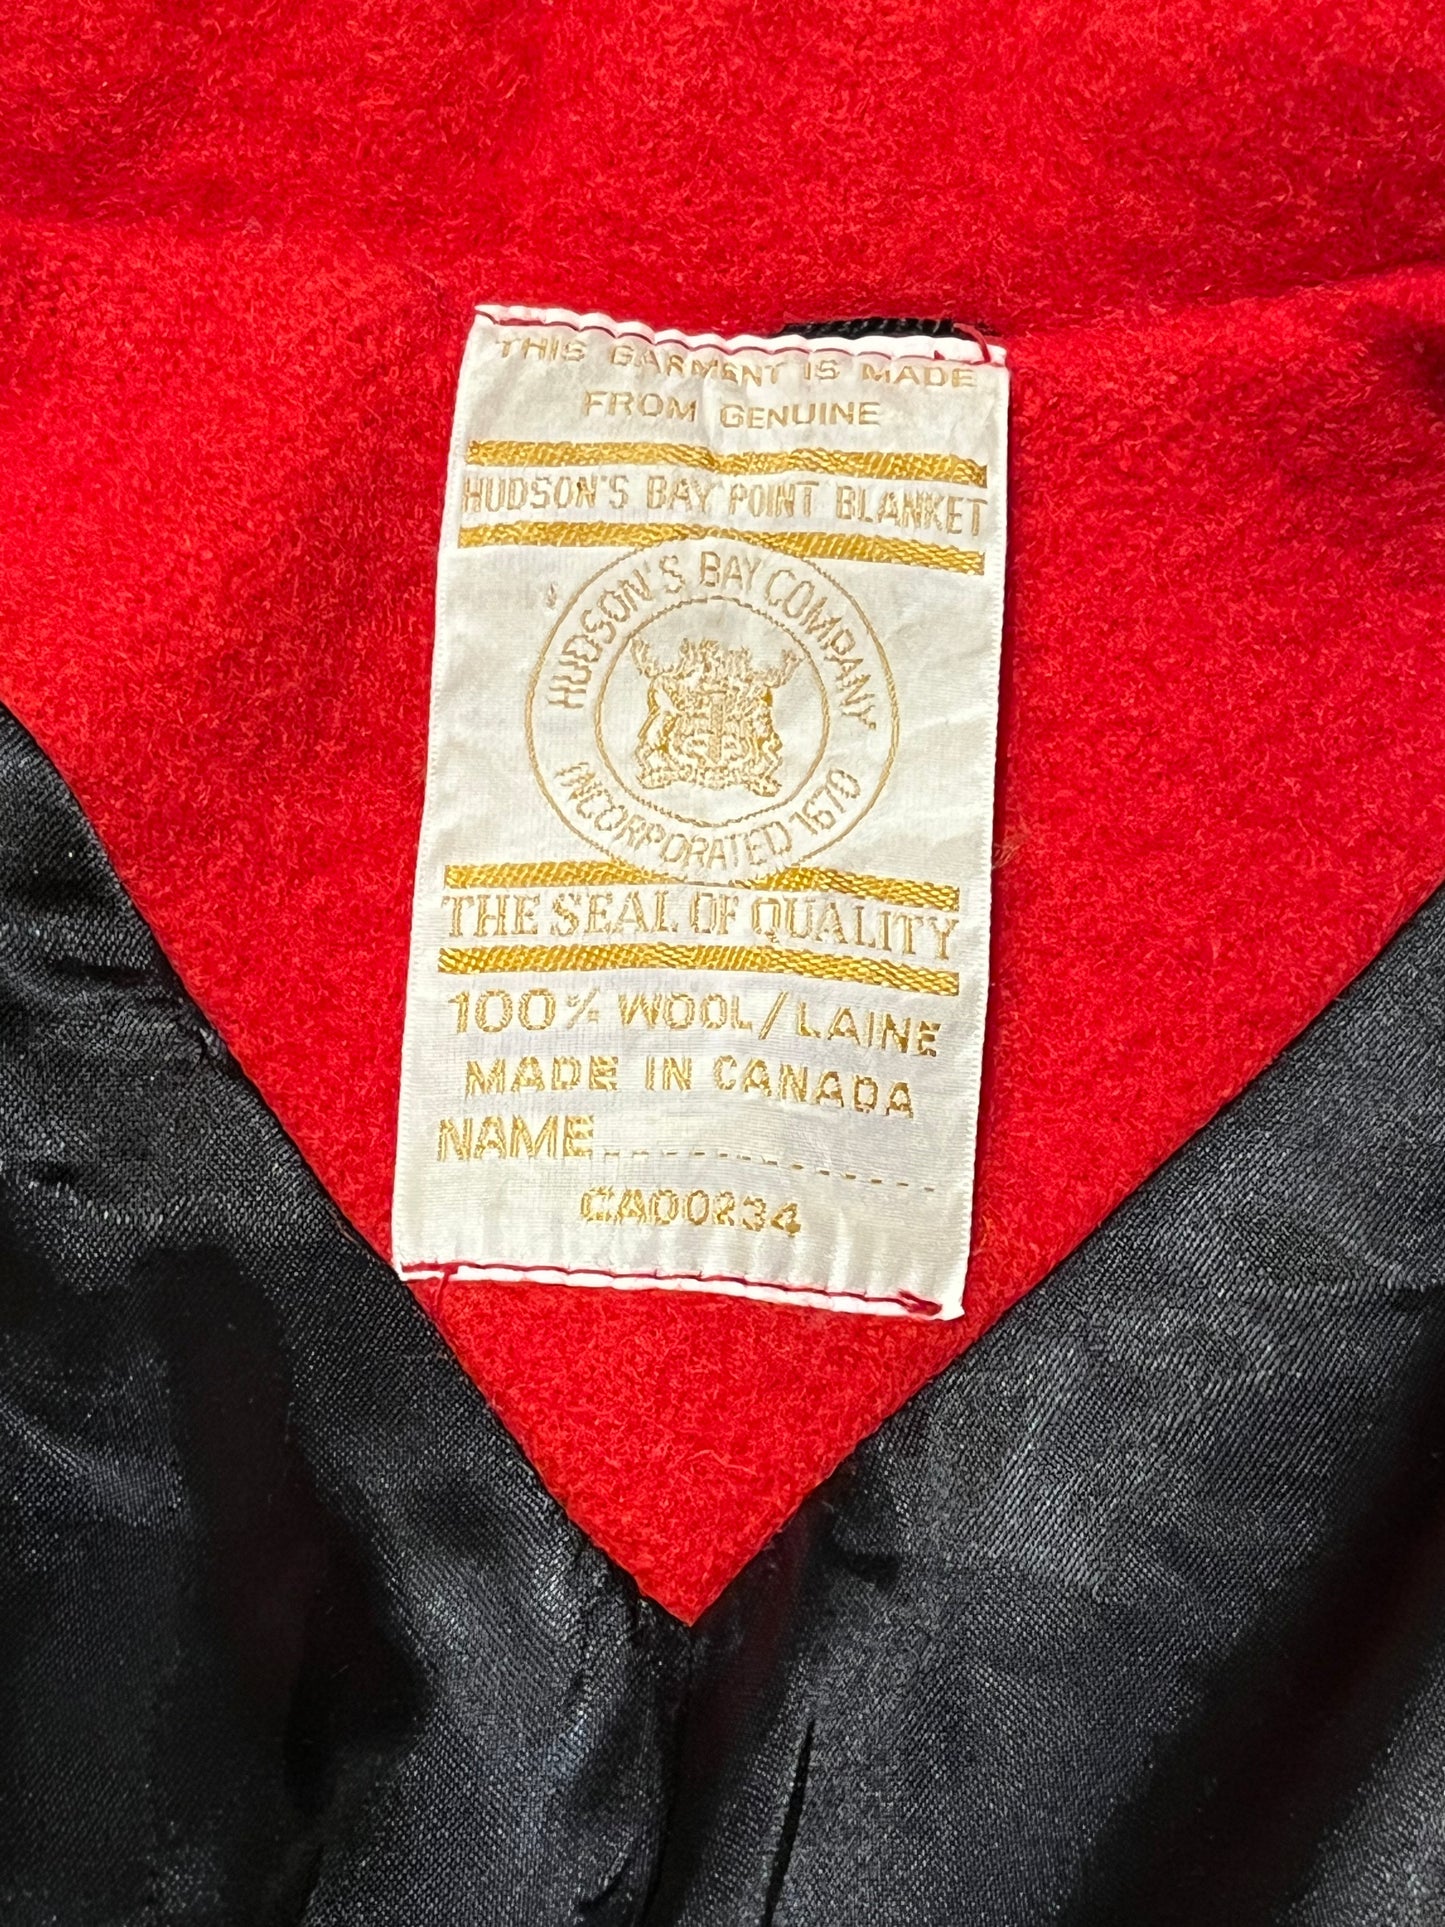 THIS GARMENT IS MADE
FROM GENUINE
HUDSON'S BAY POINT BLANKET
HUDSON'S BAY COMPANY
INCORPORATED 1670
THE SEAL OF QUALITY
100% WOOL/LAINE
MADE IN CANADA
NAME
CA00234